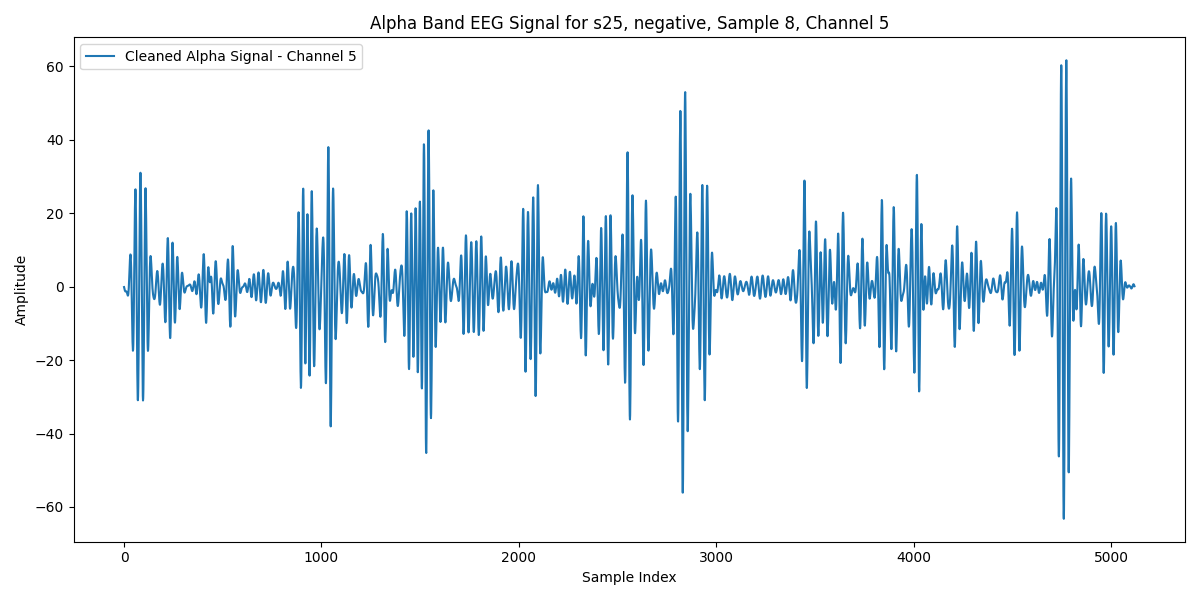 Alpha Band EEG Signal for s25, negative, Sample 8, Channel 5
Cleaned Alpha Signal - Channel 5
60
40
20
0
−20
−40
−60
Amplitude
0 1000 2000 3000 4000 5000
Sample Index